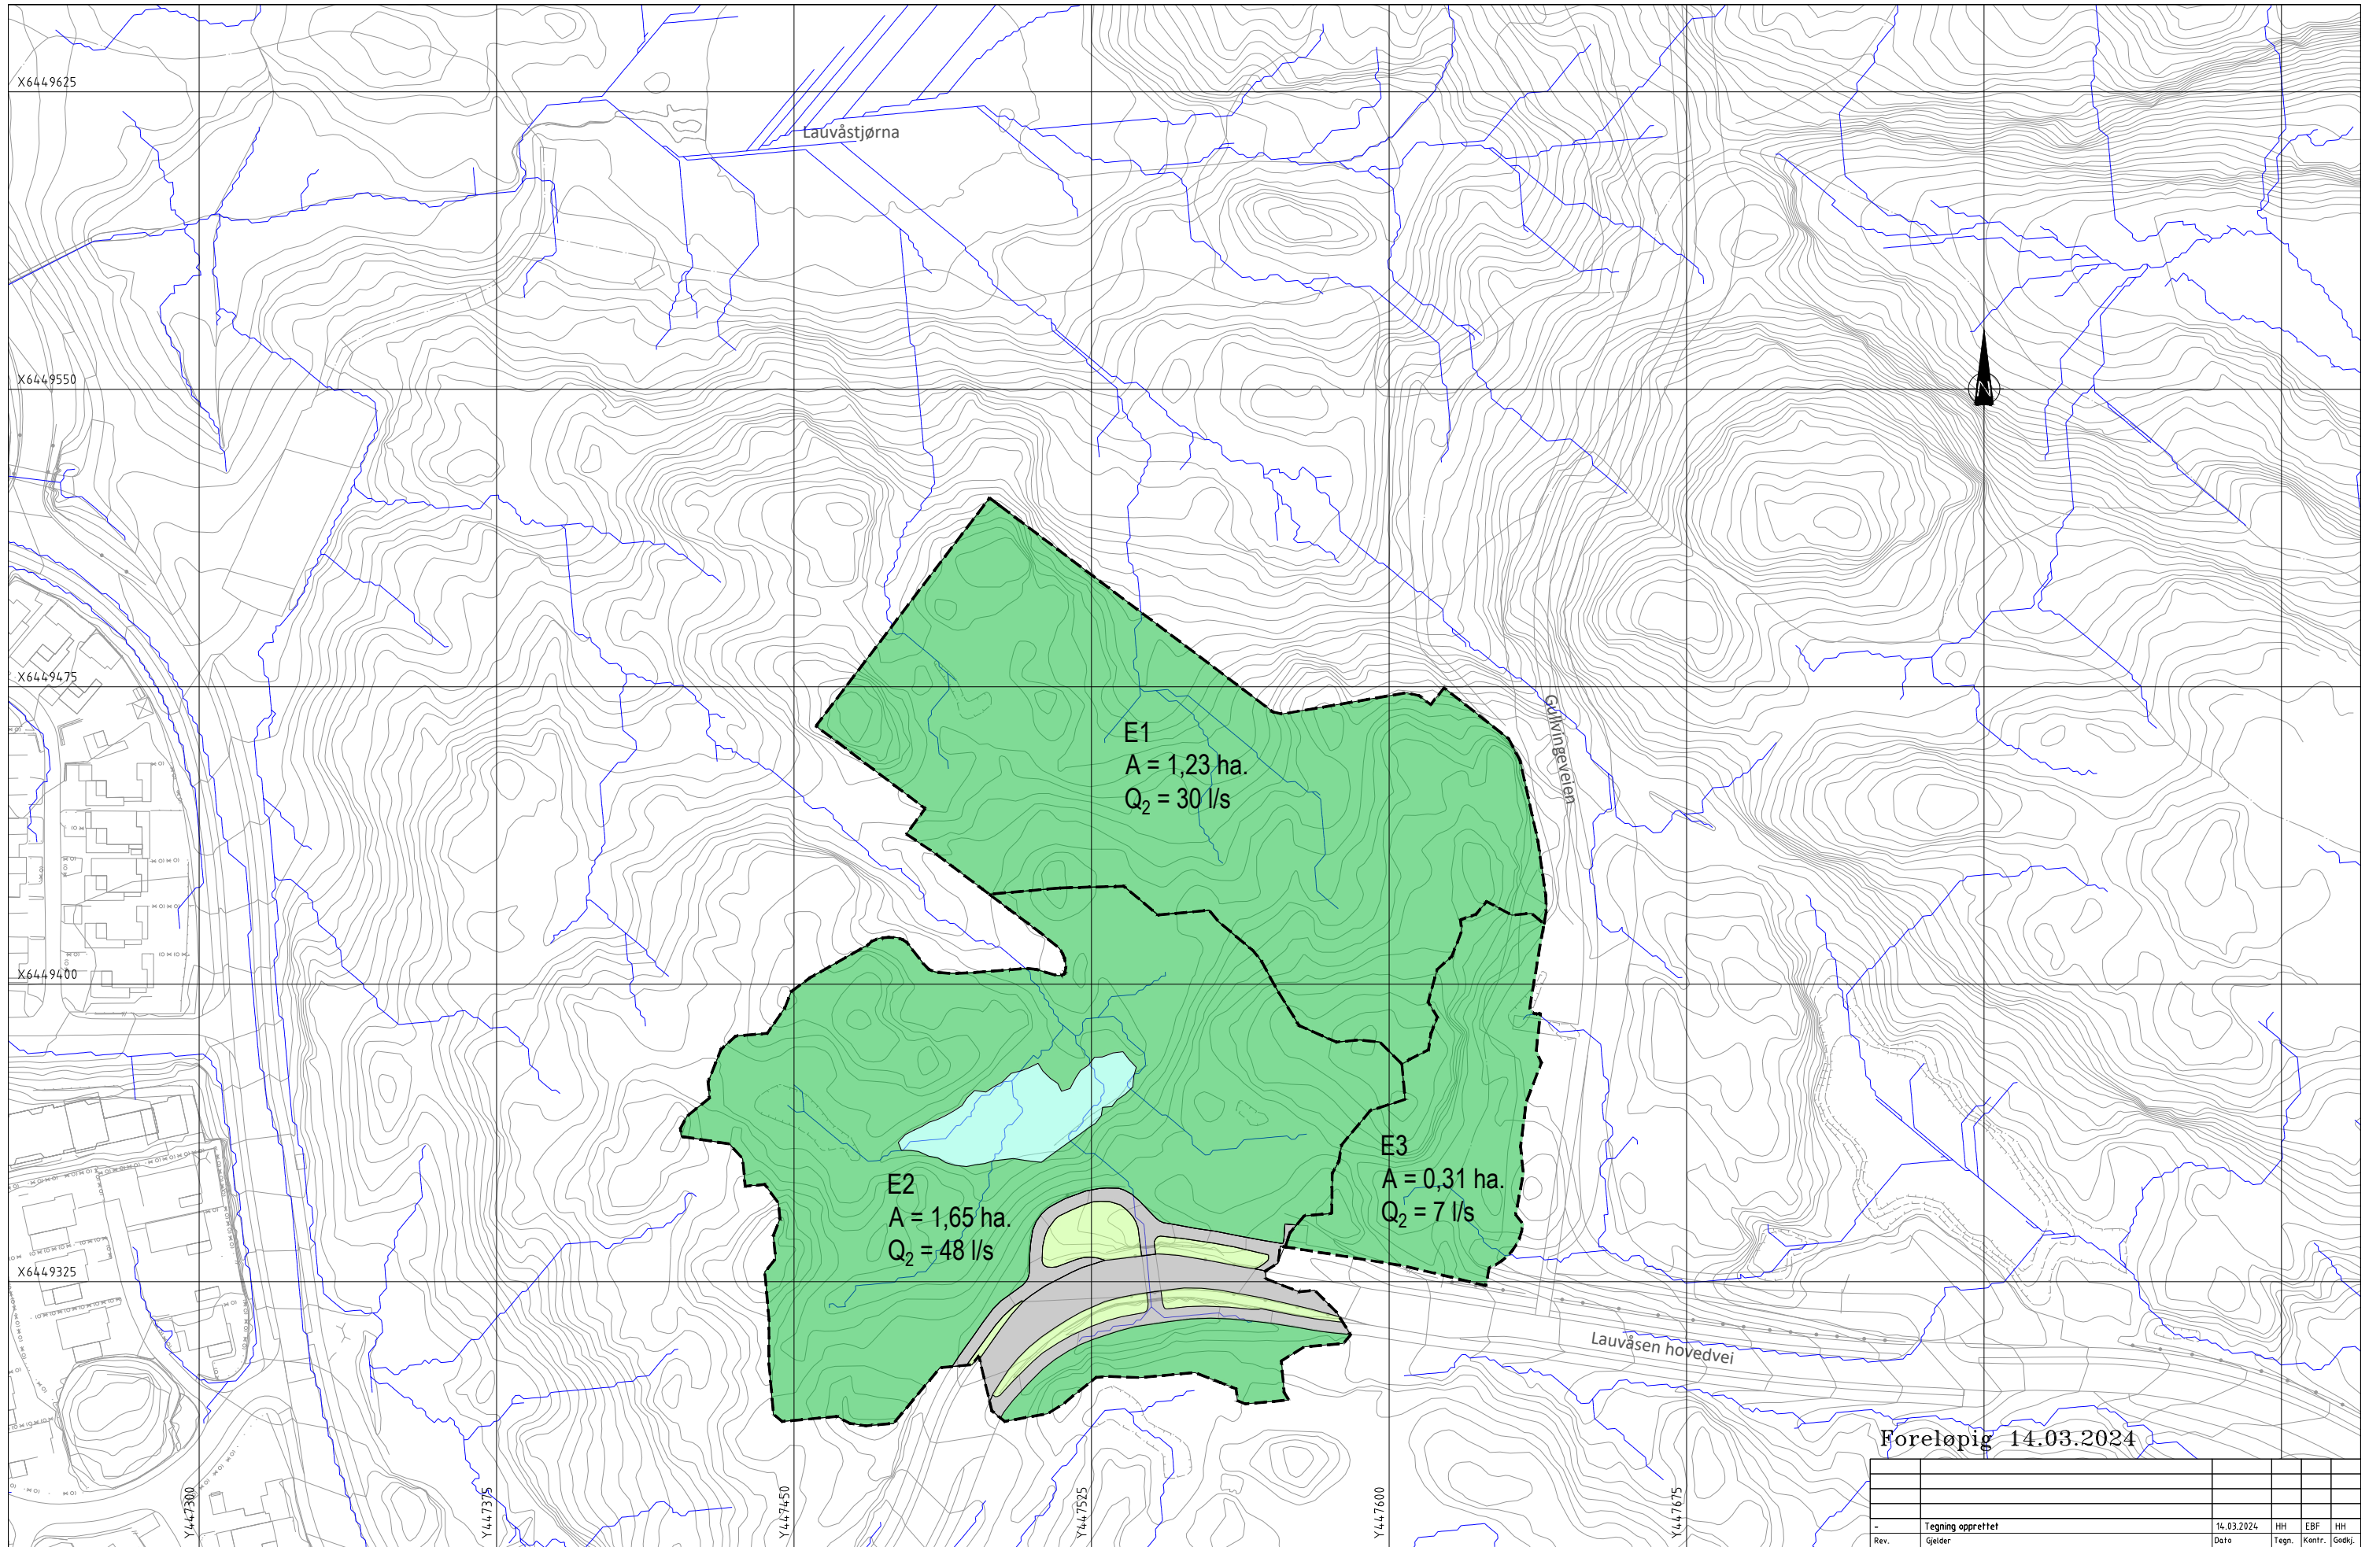 X6449625
Lauvåstjørna
X6449550
N
X6449475
Gullvingeveien
E1
A = 1,23 ha.
Q₂ = 30 l/s
X6449400
E3
A = 0,31 ha.
Q₂ = 7 l/s
E2
A = 1,65 ha.
Q₂ = 48 l/s
X6449325
Lauvåsen hovedvei
Foreløpig 14.03.2024
Y447300
Y447375
Y447450
Y447525
Y447600
Y447675
- Tegning opprettet 14.03.2024 HH EBF HH
Rev. Gjelder Dato Tegn. Kontr. Godkj.